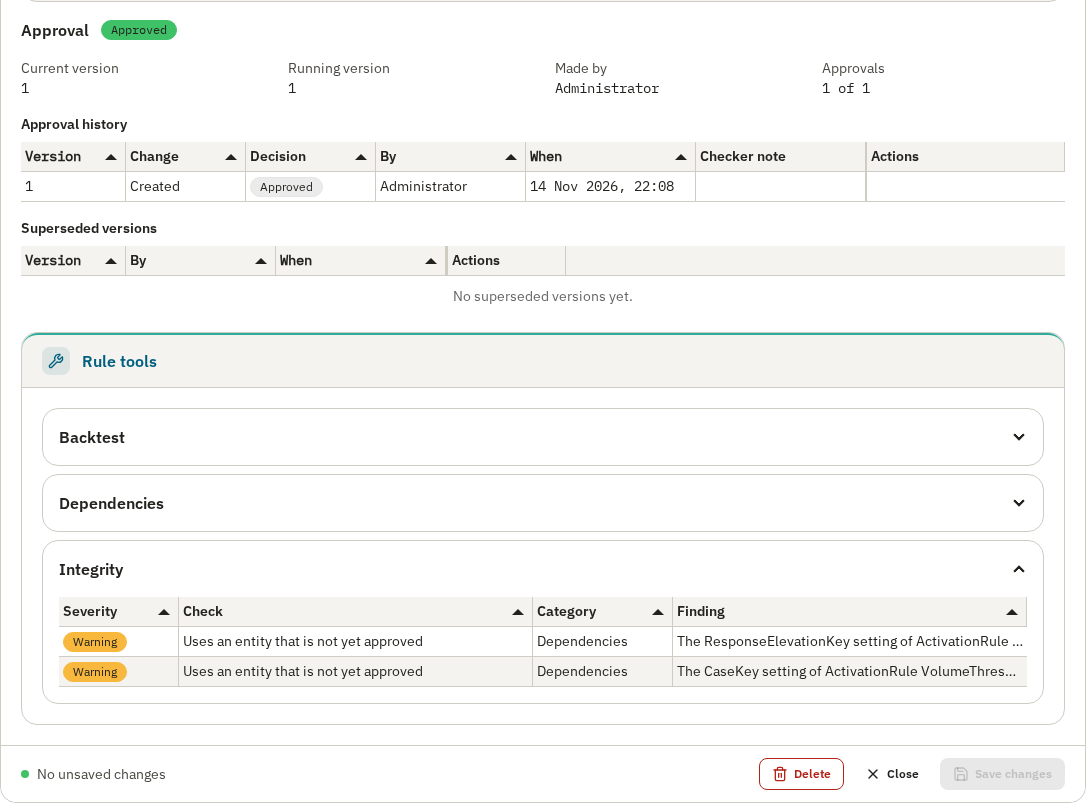 Approval Approved
Current version Running version Made by Approvals
1 1 Administrator 1 of 1
Approval history
Version Change Decision By When Checker note Actions
1 Created Approved Administrator 14 Nov 2026, 22:08
Superseded versions
Version By When Actions
No superseded versions yet.
Rule tools
Backtest
Dependencies
Integrity
Severity Check Category Finding
Warning Uses an entity that is not yet approved Dependencies The ResponseElevationKey setting of ActivationRule ...
Warning Uses an entity that is not yet approved Dependencies The CaseKey setting of ActivationRule VolumeThres...
No unsaved changes Delete Close Save changes